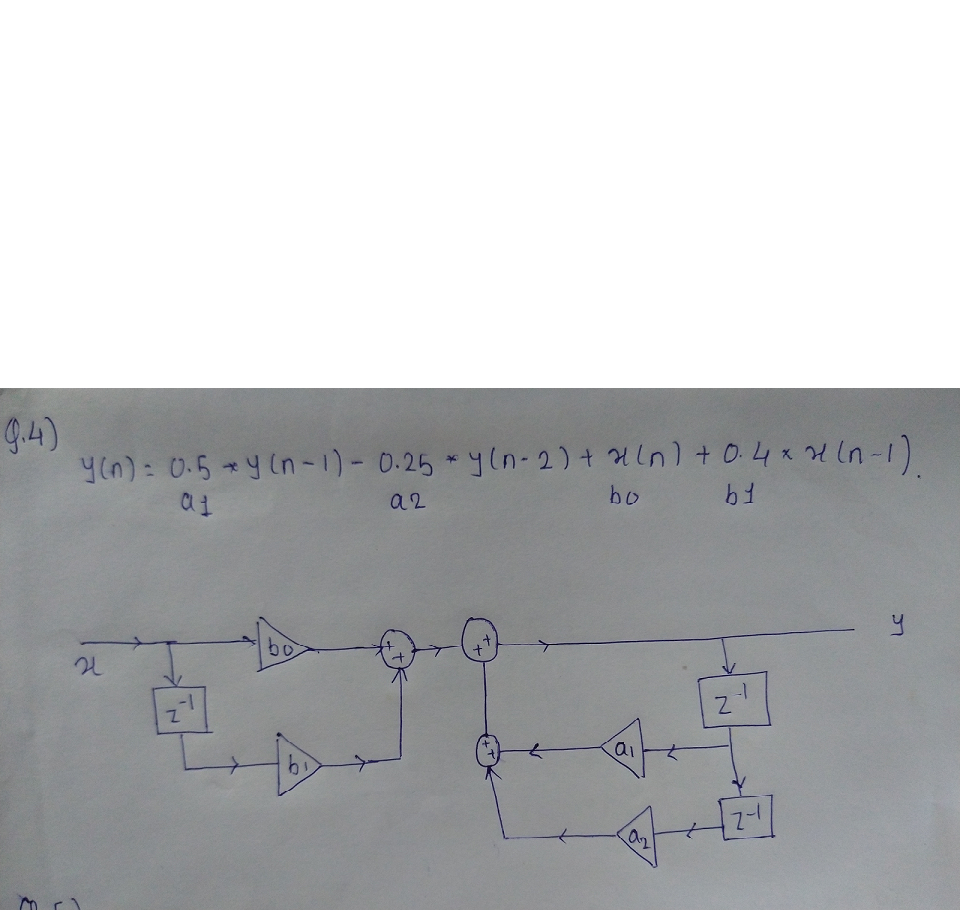 Q.4)
y(n) = 0.5 * y(n-1) - 0.25 * y(n-2) + x(n) + 0.4 * x(n-1).
a1 a2 b0 b1
x b0 + + + + y
z⁻¹ z⁻¹
b1 + + a1
a2 z⁻¹